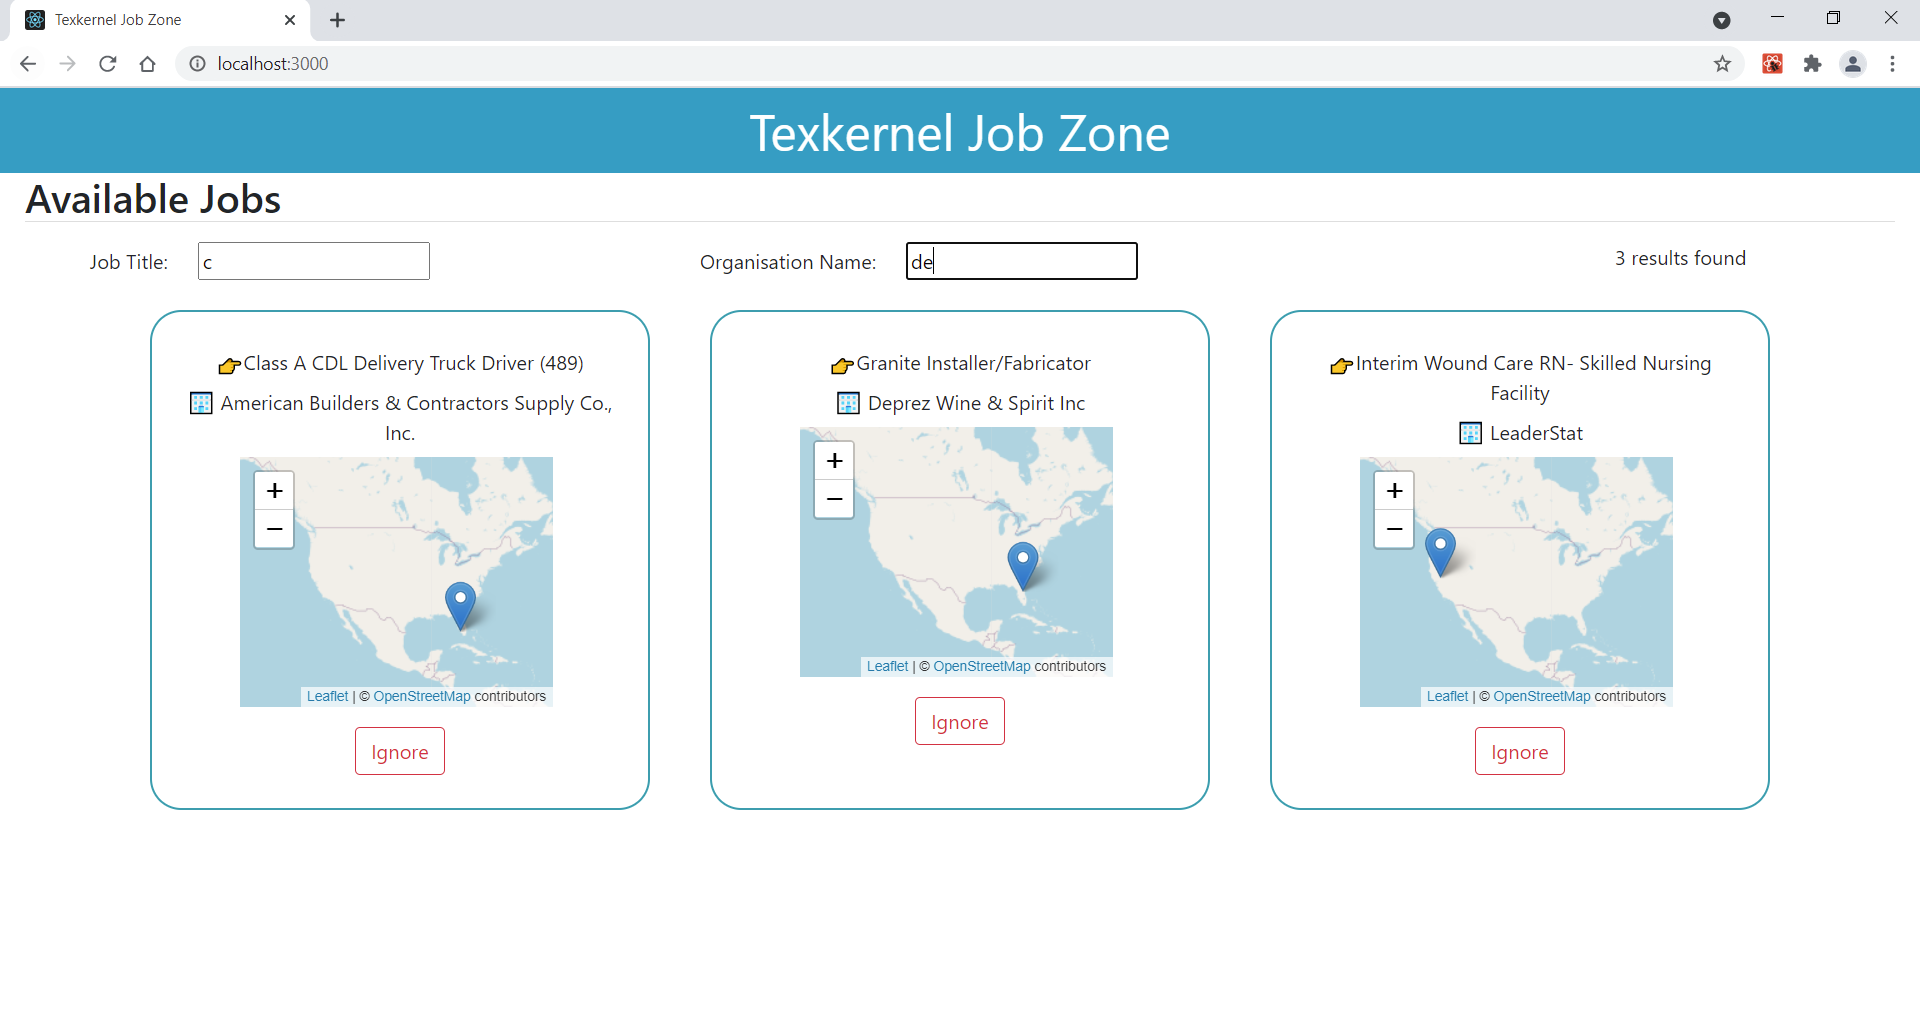 Texkernel Job Zone
localhost:3000
Texkernel Job Zone
Available Jobs
Job Title: c
Organisation Name: de
3 results found
👉Class A CDL Delivery Truck Driver (489)
🏢 American Builders & Contractors Supply Co.,
Inc.
+
−
Leaflet | © OpenStreetMap contributors
Ignore
👉Granite Installer/Fabricator
🏢 Deprez Wine & Spirit Inc
+
−
Leaflet | © OpenStreetMap contributors
Ignore
👉Interim Wound Care RN- Skilled Nursing
Facility
🏢 LeaderStat
+
−
Leaflet | © OpenStreetMap contributors
Ignore